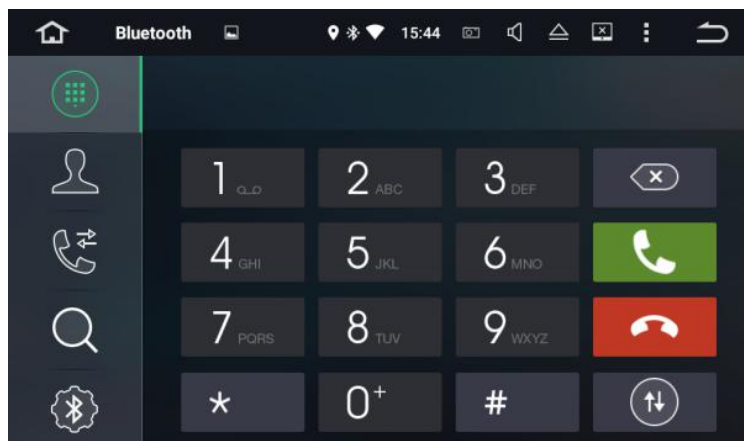 Bluetooth 15:44
1
2 ABC
3 DEF
4 GHI
5 JKL
6 MNO
7 PQRS
8 TUV
9 WXYZ
*
0+
#